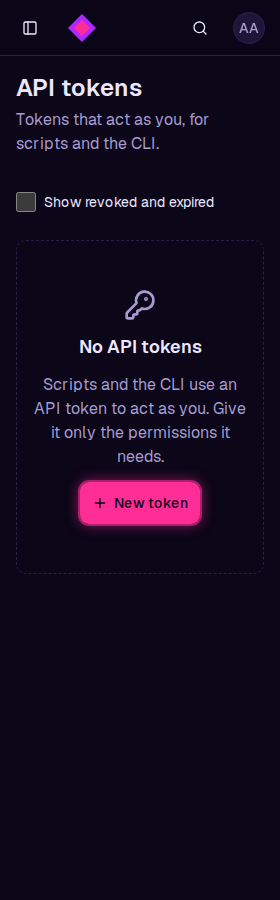 AA
API tokens
Tokens that act as you, for
scripts and the CLI.
Show revoked and expired
No API tokens
Scripts and the CLI use an
API token to act as you. Give
it only the permissions it
needs.
New token